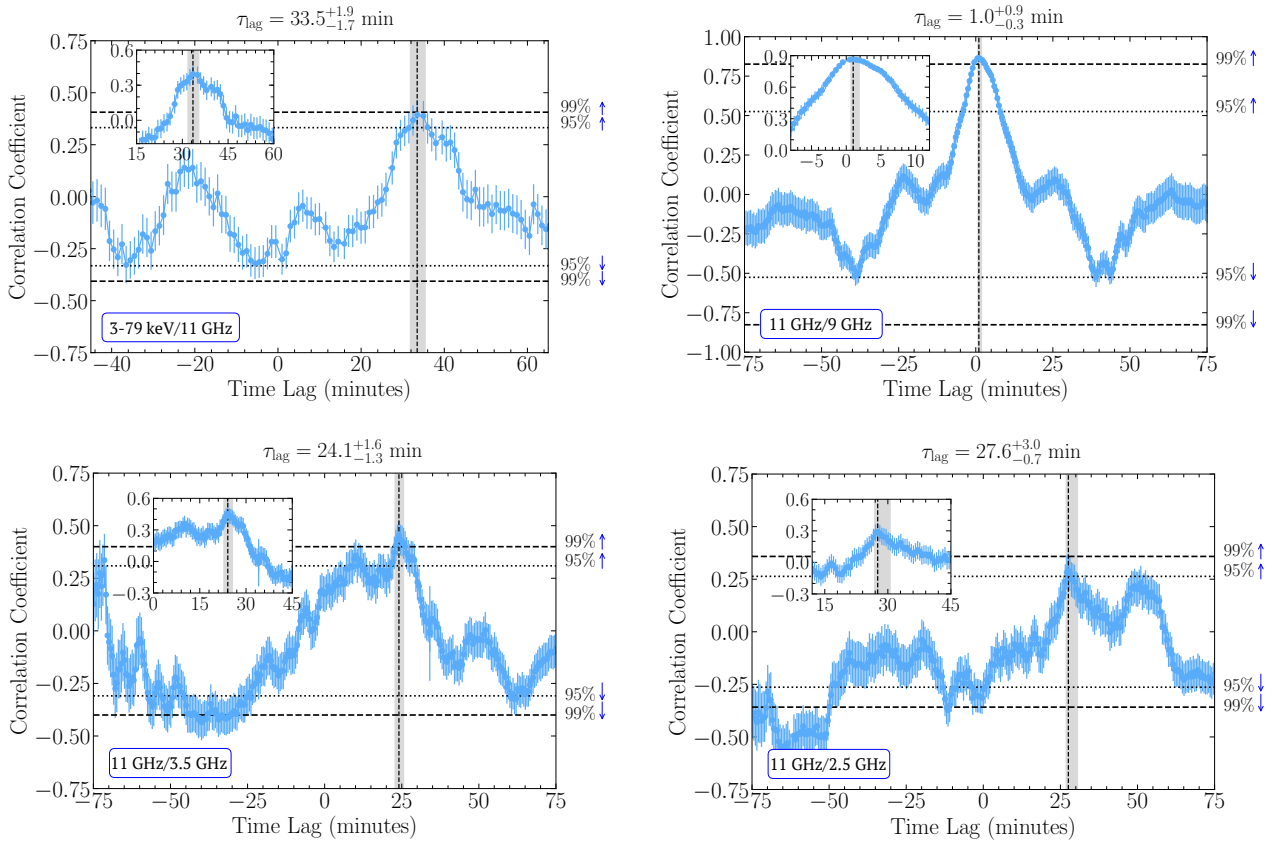 τlag = 33.5+1.9−1.7 min
0.75
0.50
0.25
0.00
−0.25
−0.50
−0.75
Correlation Coefficient
0.6
0.3
0.0
15 30 45 60
99% ↑
95% ↑
95% ↓
99% ↓
3-79 keV/11 GHz
−40 −20 0 20 40 60
Time Lag (minutes)
τlag = 1.0+0.9−0.3 min
1.00
0.75
0.50
0.25
0.00
−0.25
−0.50
−0.75
−1.00
Correlation Coefficient
0.9
0.6
0.3
0.0
−5 0 5 10
99% ↑
95% ↑
95% ↓
99% ↓
11 GHz/9 GHz
−75 −50 −25 0 25 50 75
Time Lag (minutes)
τlag = 24.1+1.6−1.3 min
0.75
0.50
0.25
0.00
−0.25
−0.50
−0.75
Correlation Coefficient
0.6
0.3
0.0
−0.3
0 15 30 45
99% ↑
95% ↑
95% ↓
99% ↓
11 GHz/3.5 GHz
−75 −50 −25 0 25 50 75
Time Lag (minutes)
τlag = 27.6+3.0−0.7 min
0.75
0.50
0.25
0.00
−0.25
−0.50
−0.75
Correlation Coefficient
0.6
0.3
0.0
−0.3
15 30 45
99% ↑
95% ↑
95% ↓
99% ↓
11 GHz/2.5 GHz
−75 −50 −25 0 25 50 75
Time Lag (minutes)